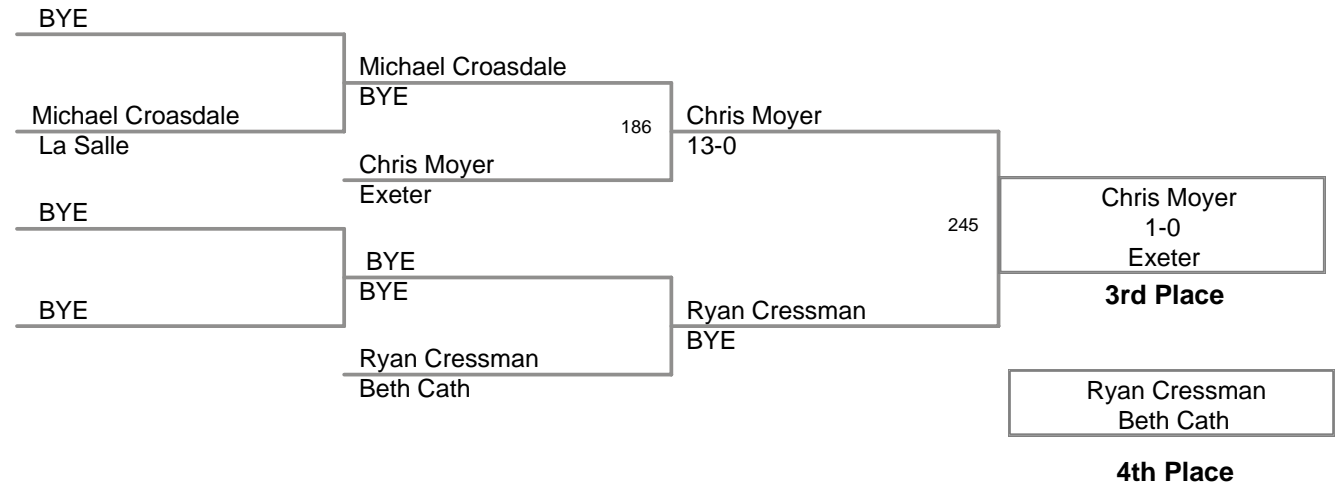 BYE
Michael Croasdale
BYE
Michael Croasdale
La Salle
186
Chris Moyer
13-0
Chris Moyer
Exeter
BYE
245
Chris Moyer
1-0
Exeter
3rd Place
BYE
BYE
BYE
Ryan Cressman
BYE
Ryan Cressman
Beth Cath
Ryan Cressman
Beth Cath
4th Place